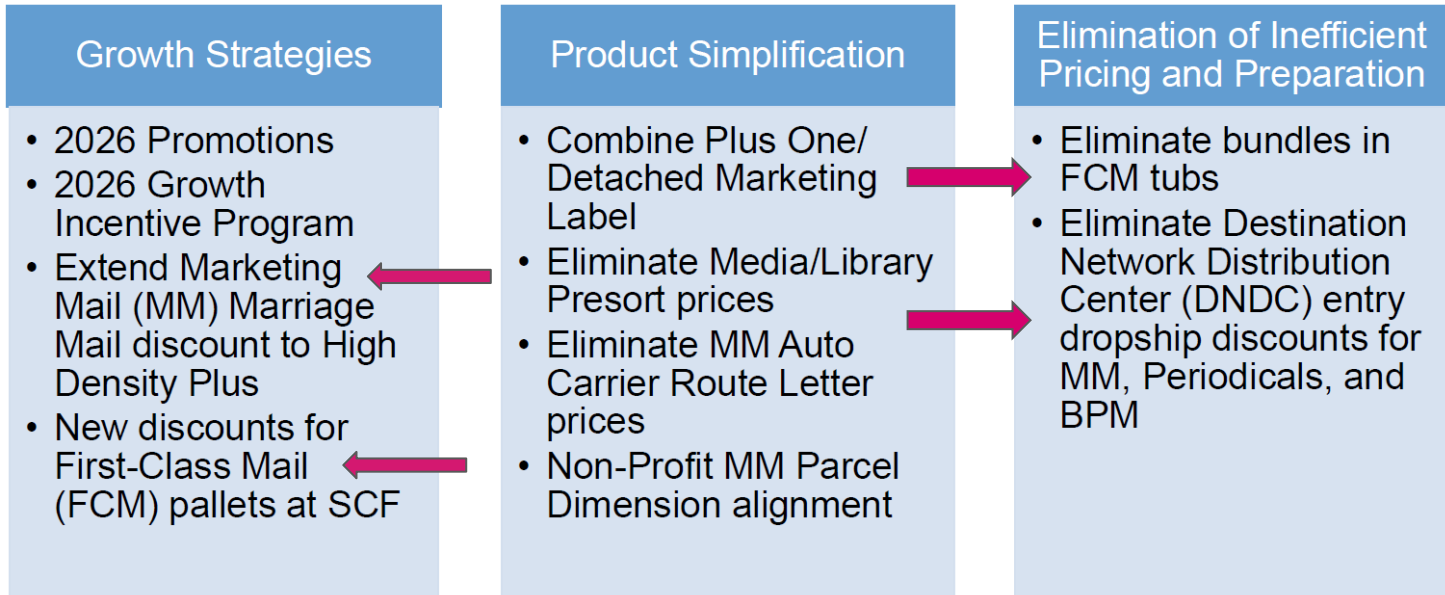 Growth Strategies
• 2026 Promotions
• 2026 Growth
Incentive Program
• Extend Marketing
Mail (MM) Marriage
Mail discount to High
Density Plus
• New discounts for
First-Class Mail
(FCM) pallets at SCF
Product Simplification
• Combine Plus One/
Detached Marketing
Label
• Eliminate Media/Library
Presort prices
• Eliminate MM Auto
Carrier Route Letter
prices
• Non-Profit MM Parcel
Dimension alignment
Elimination of Inefficient
Pricing and Preparation
• Eliminate bundles in
FCM tubs
• Eliminate Destination
Network Distribution
Center (DNDC) entry
dropship discounts for
MM, Periodicals, and
BPM